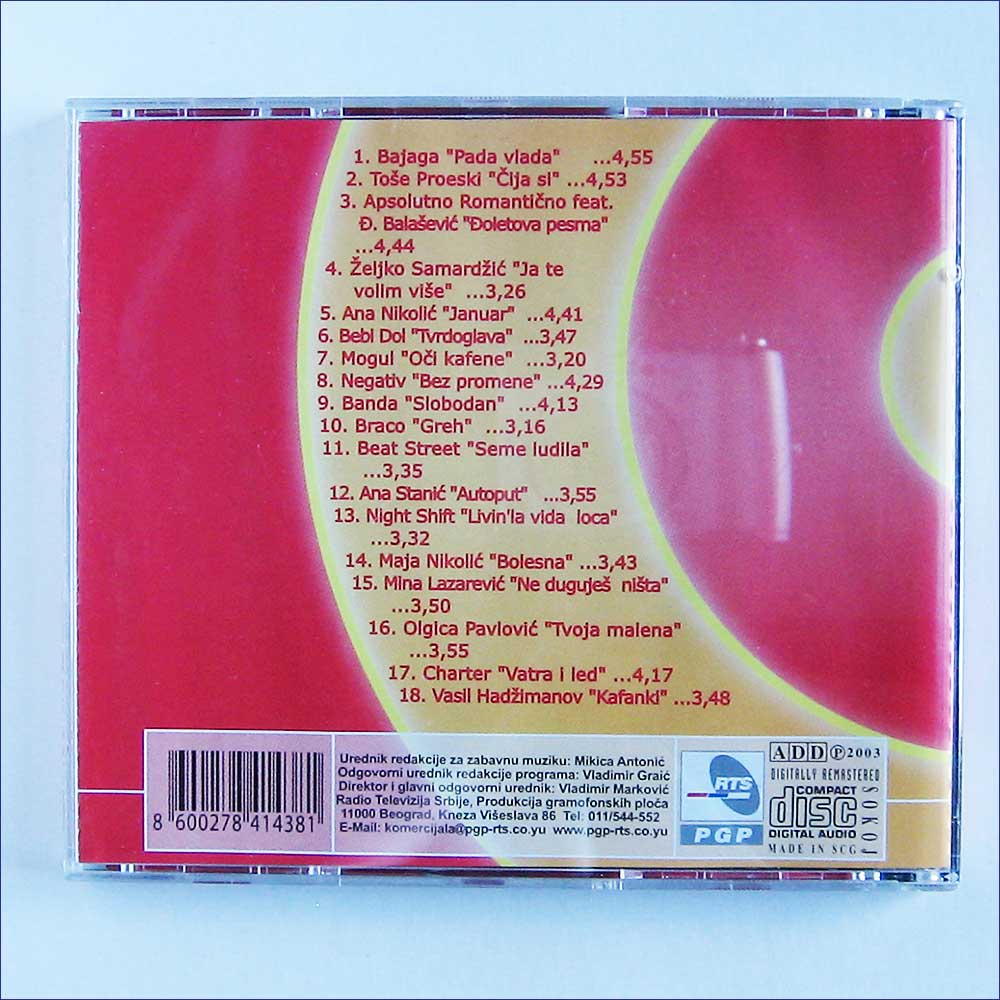 1. Bajaga "Pada vlada" ...4,55
2. Toše Proeski "Čija si" ...4,53
3. Apsolutno Romantično feat.
Đ. Balašević "Đoletova pesma"
...4,44
4. Željko Samardžić "Ja te
volim više" ...3,26
5. Ana Nikolić "Januar" ...4,41
6. Bebi Dol "Tvrdoglava" ...3,47
7. Mogul "Oči kafene" ...3,20
8. Negativ "Bez promene" ...4,29
9. Banda "Slobodan" ...4,13
10. Braco "Greh" ...3,16
11. Beat Street "Seme ludila"
...3,35
12. Ana Stanić "Autoput" ...3,55
13. Night Shift "Livin'la vida loca"
...3,32
14. Maja Nikolić "Bolesna" ...3,43
15. Mina Lazarević "Ne duguješ ništa"
...3,50
16. Olgica Pavlović "Tvoja malena"
...3,55
17. Charter "Vatra i led" ...4,17
18. Vasil Hadžimanov "Kafanki" ...3,48
8 600278 414381
Urednik redakcije za zabavnu muziku: Mikica Antonić
Odgovorni urednik redakcije programa: Vladimir Graić
Direktor i glavni odgovorni urednik: Vladimir Marković
Radio Televizija Srbije, Produkcija gramofonskih ploča
11000 Beograd, Kneza Višeslava 86 Tel: 011/544-552
E-Mail: komercijala@pgp-rts.co.yu www.pgp-rts.co.yu
RTS
PGP
ADD Ⓟ 2003
DIGITALLY REMASTERED
COMPACT
disc
DIGITAL AUDIO
MADE IN SCG
SOKOJ